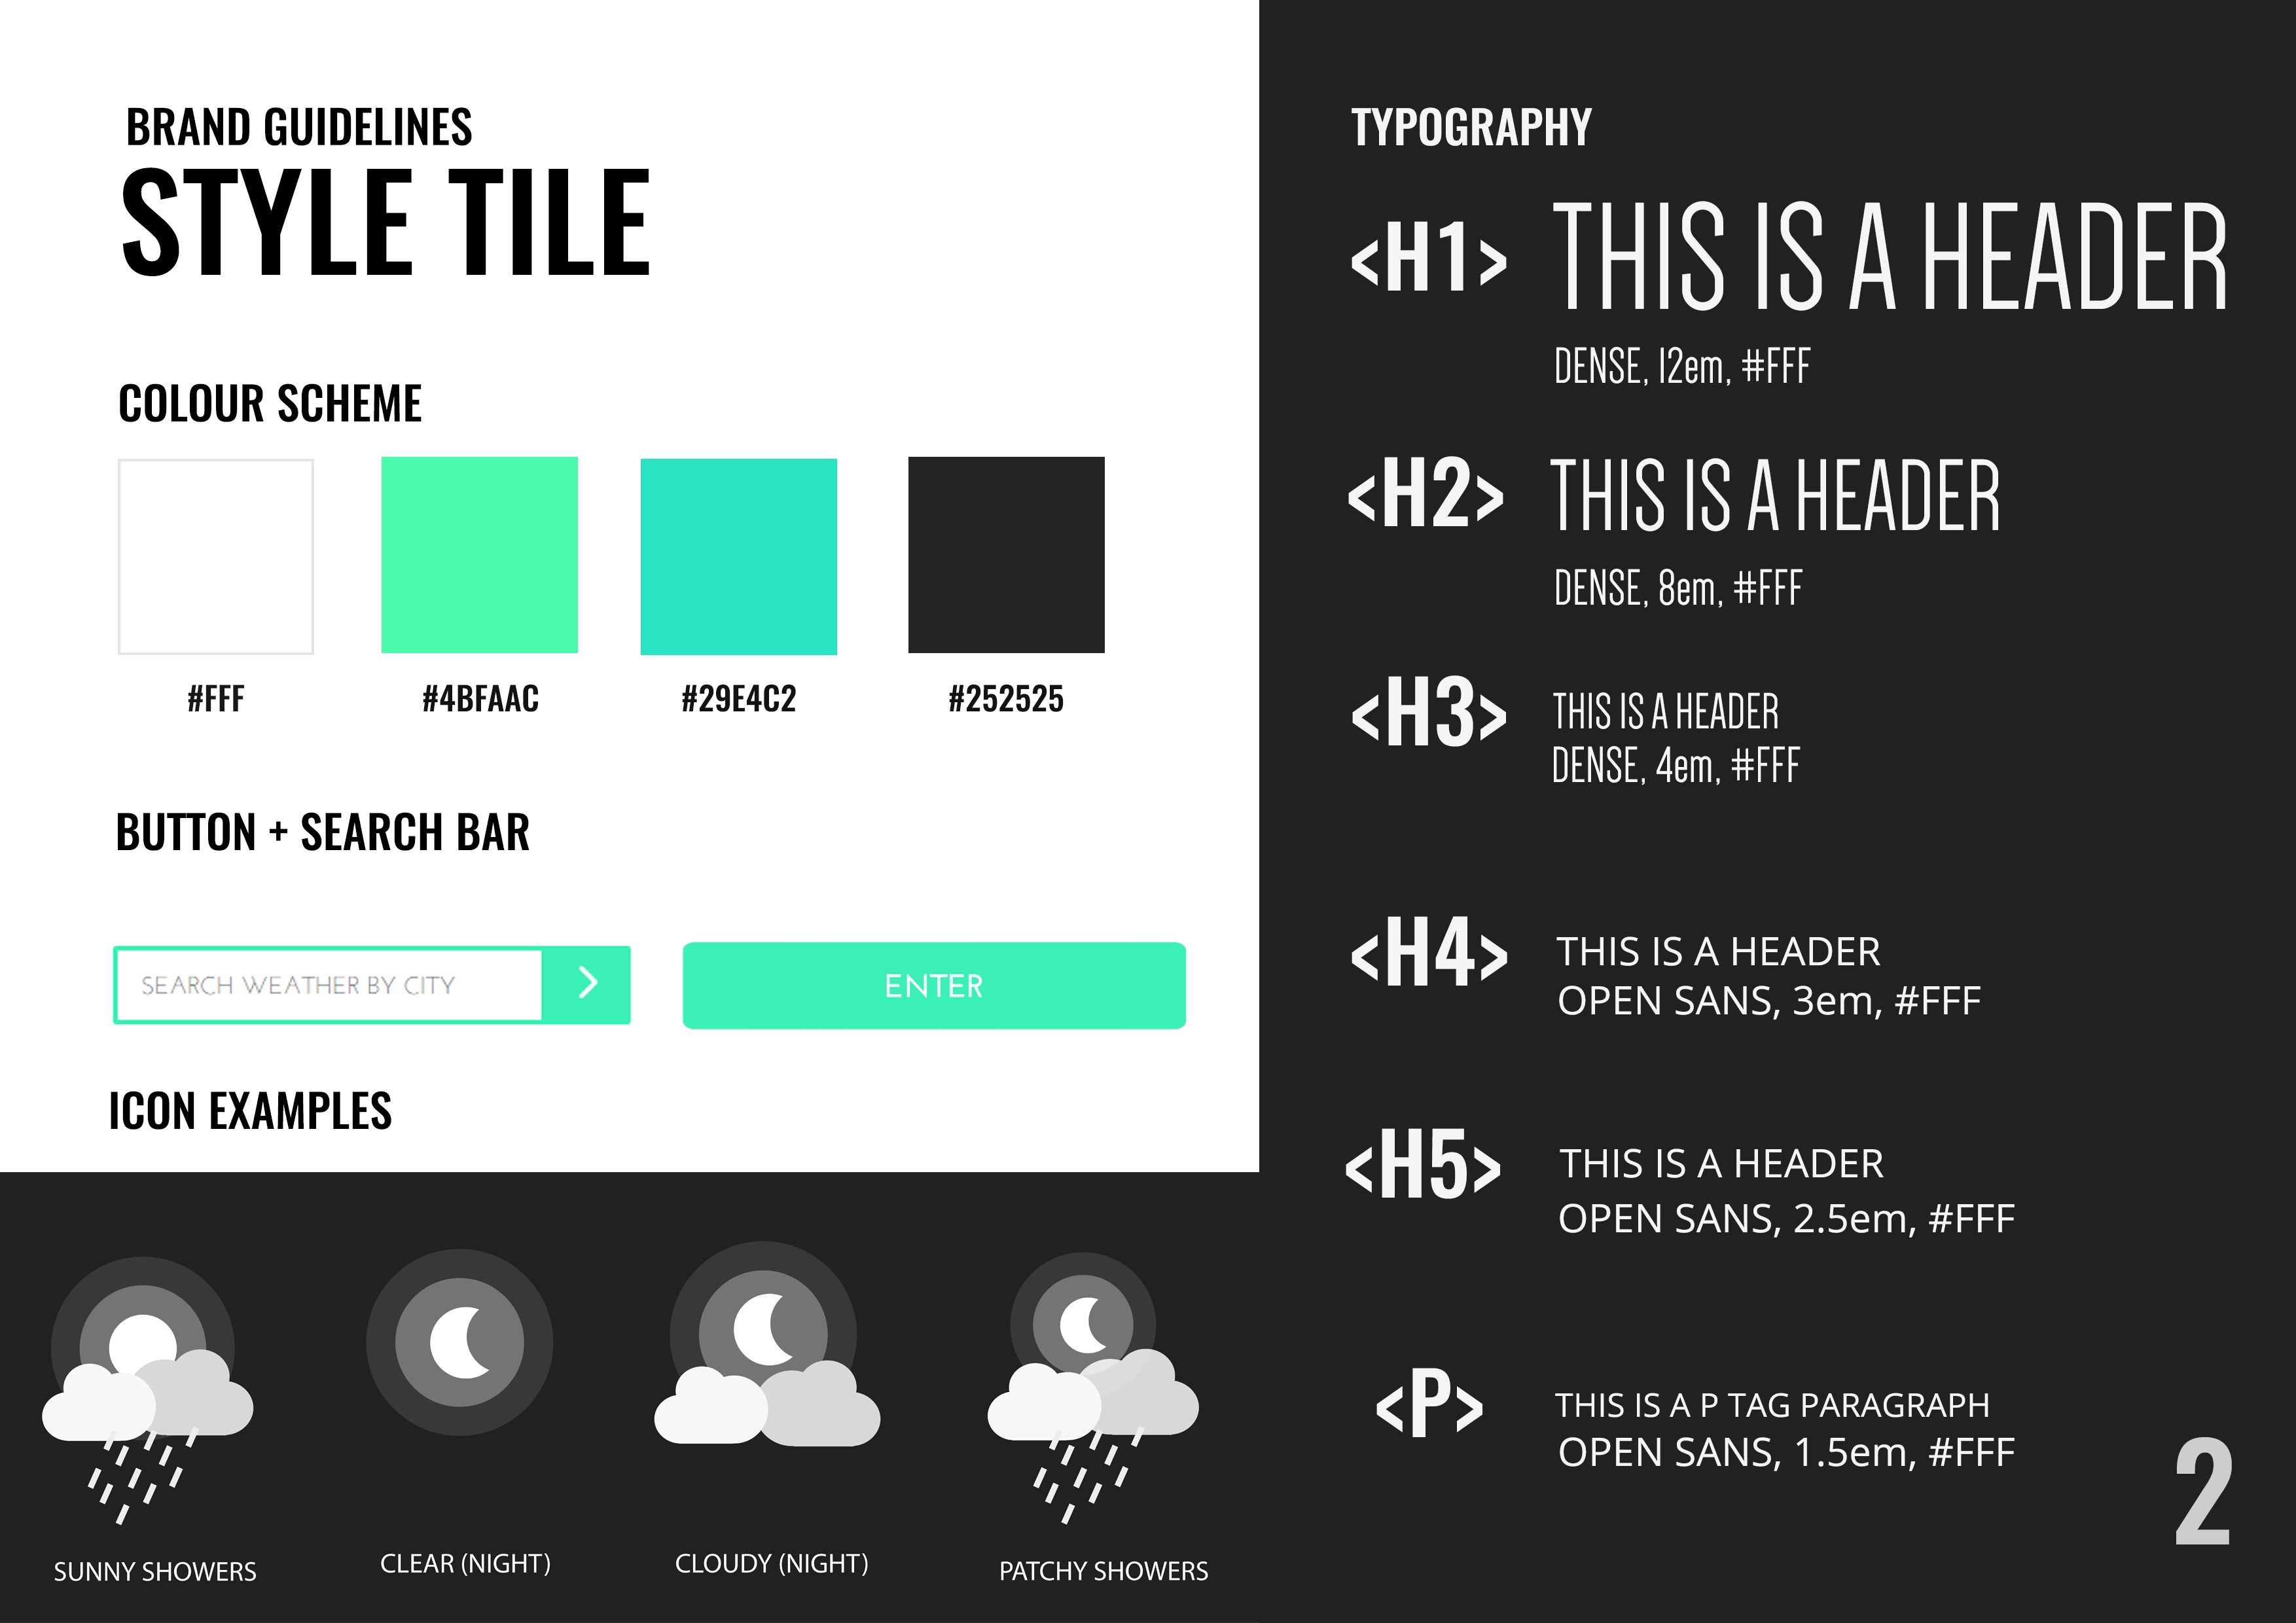 BRAND GUIDELINES
STYLE TILE
COLOUR SCHEME
#FFF
#4BFAAC
#29E4C2
#252525
BUTTON + SEARCH BAR
SEARCH WEATHER BY CITY
ENTER
ICON EXAMPLES
SUNNY SHOWERS
CLEAR (NIGHT)
CLOUDY (NIGHT)
PATCHY SHOWERS
TYPOGRAPHY
<H1> THIS IS A HEADER
DENSE, 12em, #FFF
<H2> THIS IS A HEADER
DENSE, 8em, #FFF
<H3> THIS IS A HEADER
DENSE, 4em, #FFF
<H4> THIS IS A HEADER
OPEN SANS, 3em, #FFF
<H5> THIS IS A HEADER
OPEN SANS, 2.5em, #FFF
<P> THIS IS A P TAG PARAGRAPH
OPEN SANS, 1.5em, #FFF
2